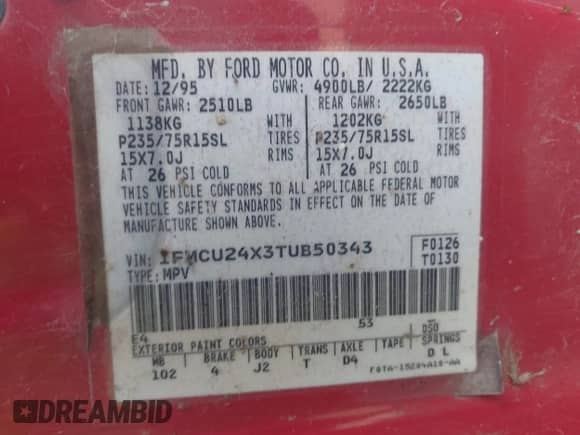 MFD. BY FORD MOTOR CO. IN U.S.A.
DATE: 12/95 GVWR: 4900LB/ 2222KG
FRONT GAWR: 2510LB REAR GAWR: 2650LB
1138KG WITH 1202KG WITH
P235/75R15SL TIRES P235/75R15SL TIRES
15X7.0J RIMS 15X7.0J RIMS
AT 26 PSI COLD AT 26 PSI COLD
THIS VEHICLE CONFORMS TO ALL APPLICABLE FEDERAL MOTOR
VEHICLE SAFETY STANDARDS IN EFFECT ON THE DATE OF
MANUFACTURE SHOWN ABOVE.
VIN: 1FMCU24X3TUB50343 F0126
TYPE: MPV T0130
E4 53 DSO
EXTERIOR PAINT COLORS
WB BRAKE BODY TRANS AXLE TAPE SPRINGS
102 4 J2 T D4 D L
F6TA-15294A10-AA
DREAMBID